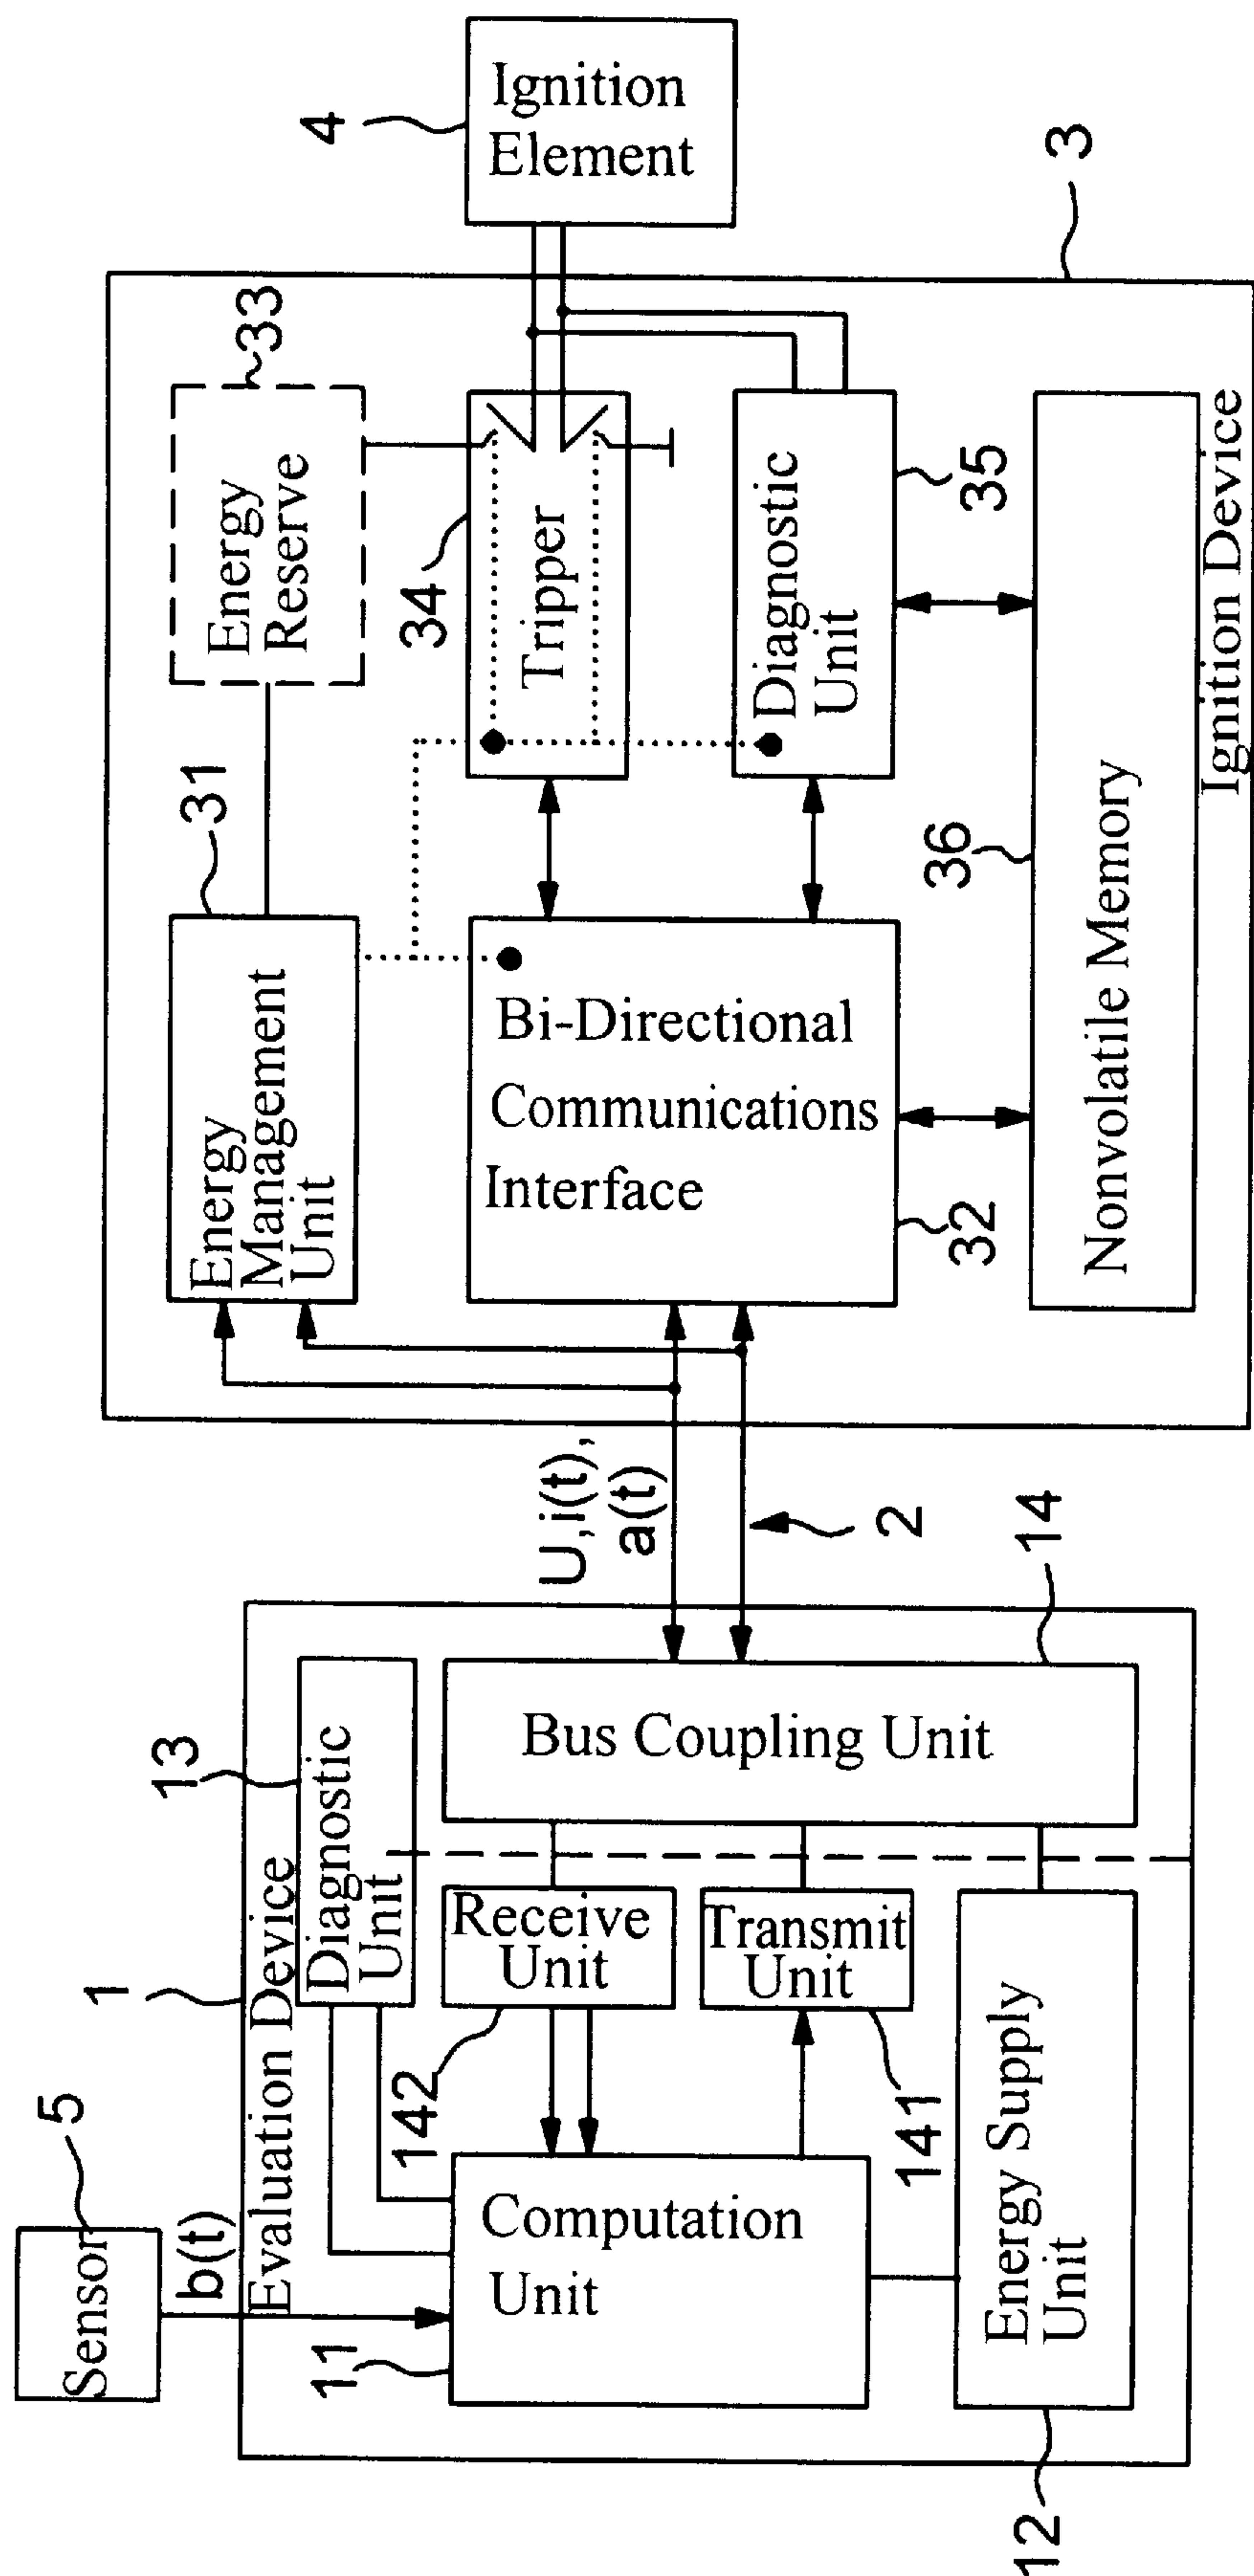 5
Sensor
b(t)
1
Evaluation Device
13
Diagnostic
Unit
142
Receive
Unit
11
Computation
Unit
Transmit
Unit
141
Bus Coupling Unit
14
Energy Supply
Unit
12
U,i(t),
a(t)
2
31
Energy
Management
Unit
33
Energy
Reserve
4
Ignition
Element
3
34
Tripper
Bi-Directional
Communications
Interface
32
Diagnostic
Unit
35
36
Nonvolatile Memory
Ignition Device